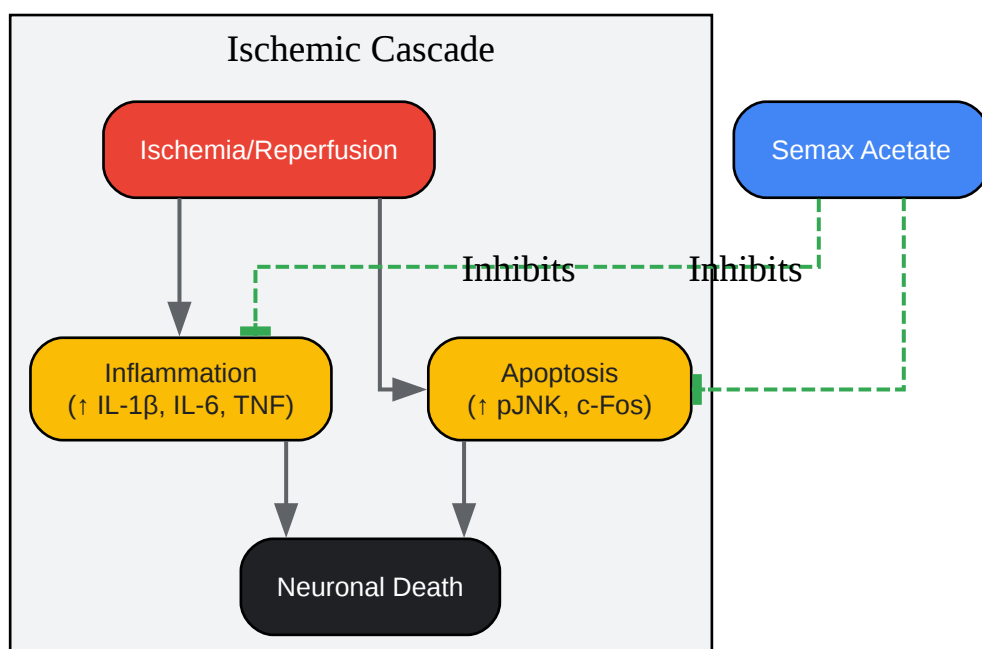 Ischemic Cascade
Ischemia/Reperfusion
Semax Acetate
Inhibits
Inhibits
Inflammation
(↑ IL-1β, IL-6, TNF)
Apoptosis
(↑ pJNK, c-Fos)
Neuronal Death